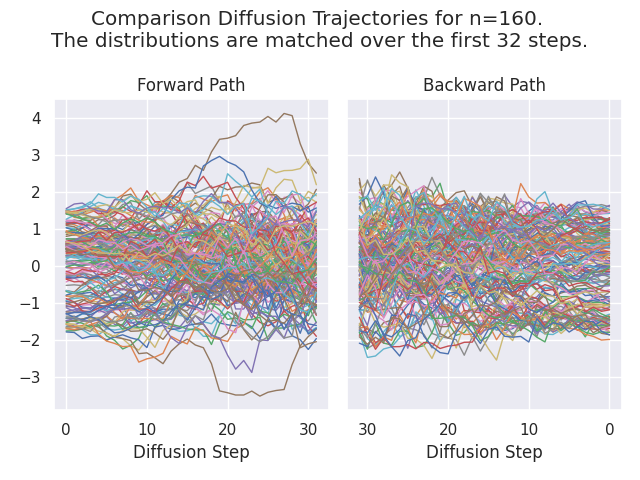 Comparison Diffusion Trajectories for n=160.
The distributions are matched over the first 32 steps.
Forward Path
Backward Path
4
3
2
1
0
−1
−2
−3
0 10 20 30
30 20 10 0
Diffusion Step
Diffusion Step